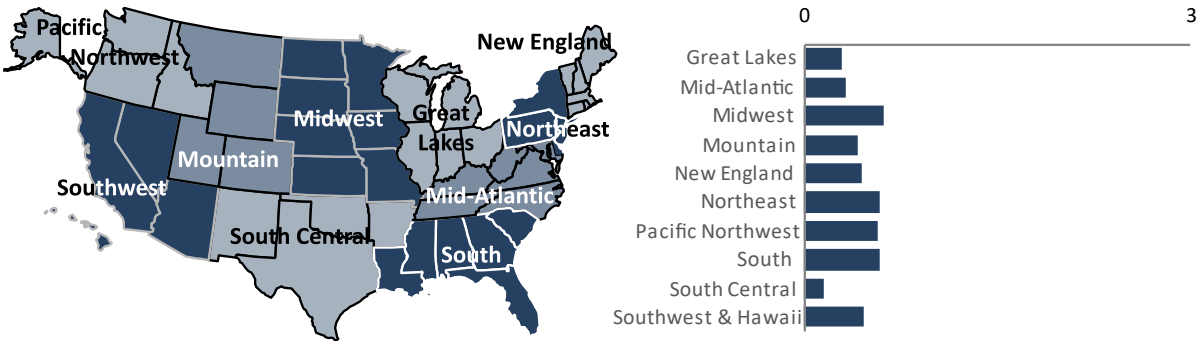 Pacific
Northwest
New England
Midwest
Great
Lakes
Northeast
Mountain
Southwest
Mid-Atlantic
South Central
South
0
3
Great Lakes
Mid-Atlantic
Midwest
Mountain
New England
Northeast
Pacific Northwest
South
South Central
Southwest & Hawaii